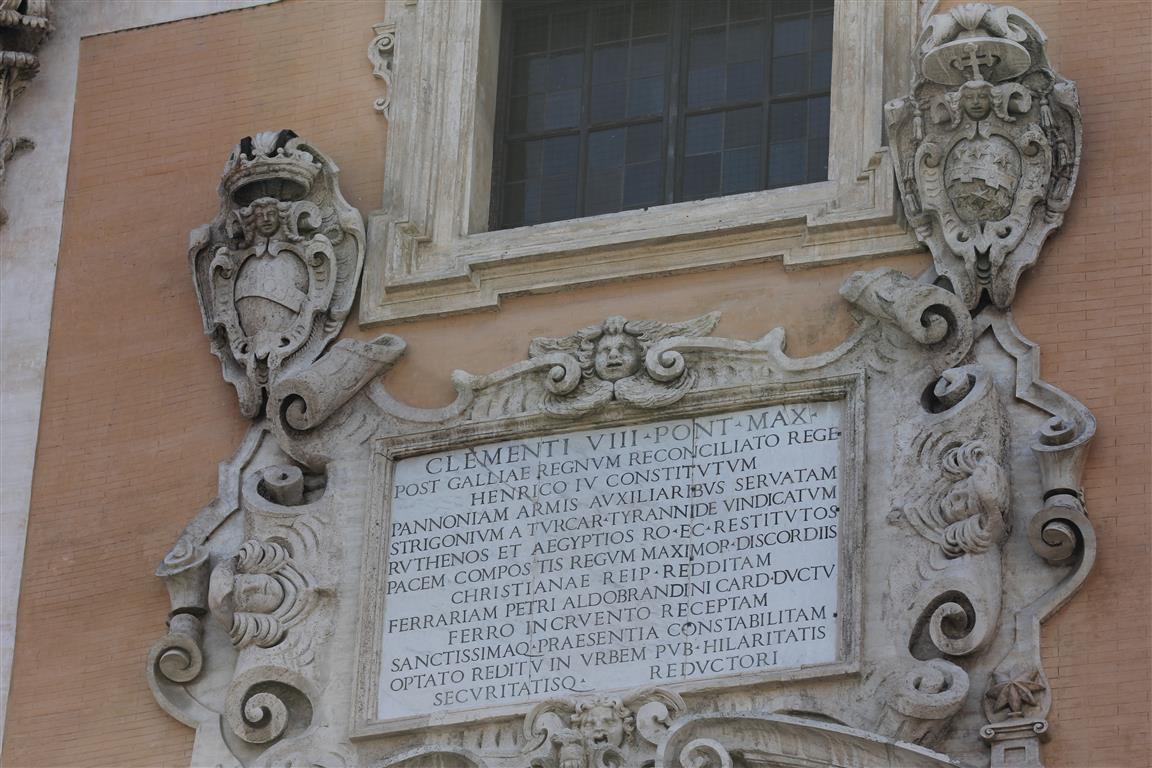 CLEMENTI VIII · PONT · MAX ·
POST GALLIAE REGNVM RECONCILIATO REGE
HENRICO IV CONSTITVTVM
PANNONIAM ARMIS AVXILIARIBVS SERVATAM
STRIGONIVM A TVRCAR · TYRANNIDE VINDICATVM
RVTHENOS ET AEGYPTIOS RO · EC · RESTITVTOS
PACEM COMPOSTIS REGVM MAXIMOR · DISCORDIIS
CHRISTIANAE REIP · REDDITAM
FERRARIAM PETRI ALDOBRANDINI CARD · DVCTV
FERRO INCRVENTO RECEPTAM
SANCTISSIMAQ · PRAESENTIA CONSTABILITAM
OPTATO REDITV IN VRBEM PVB · HILARITATIS
SECVRITATISQ · REDVCTORI